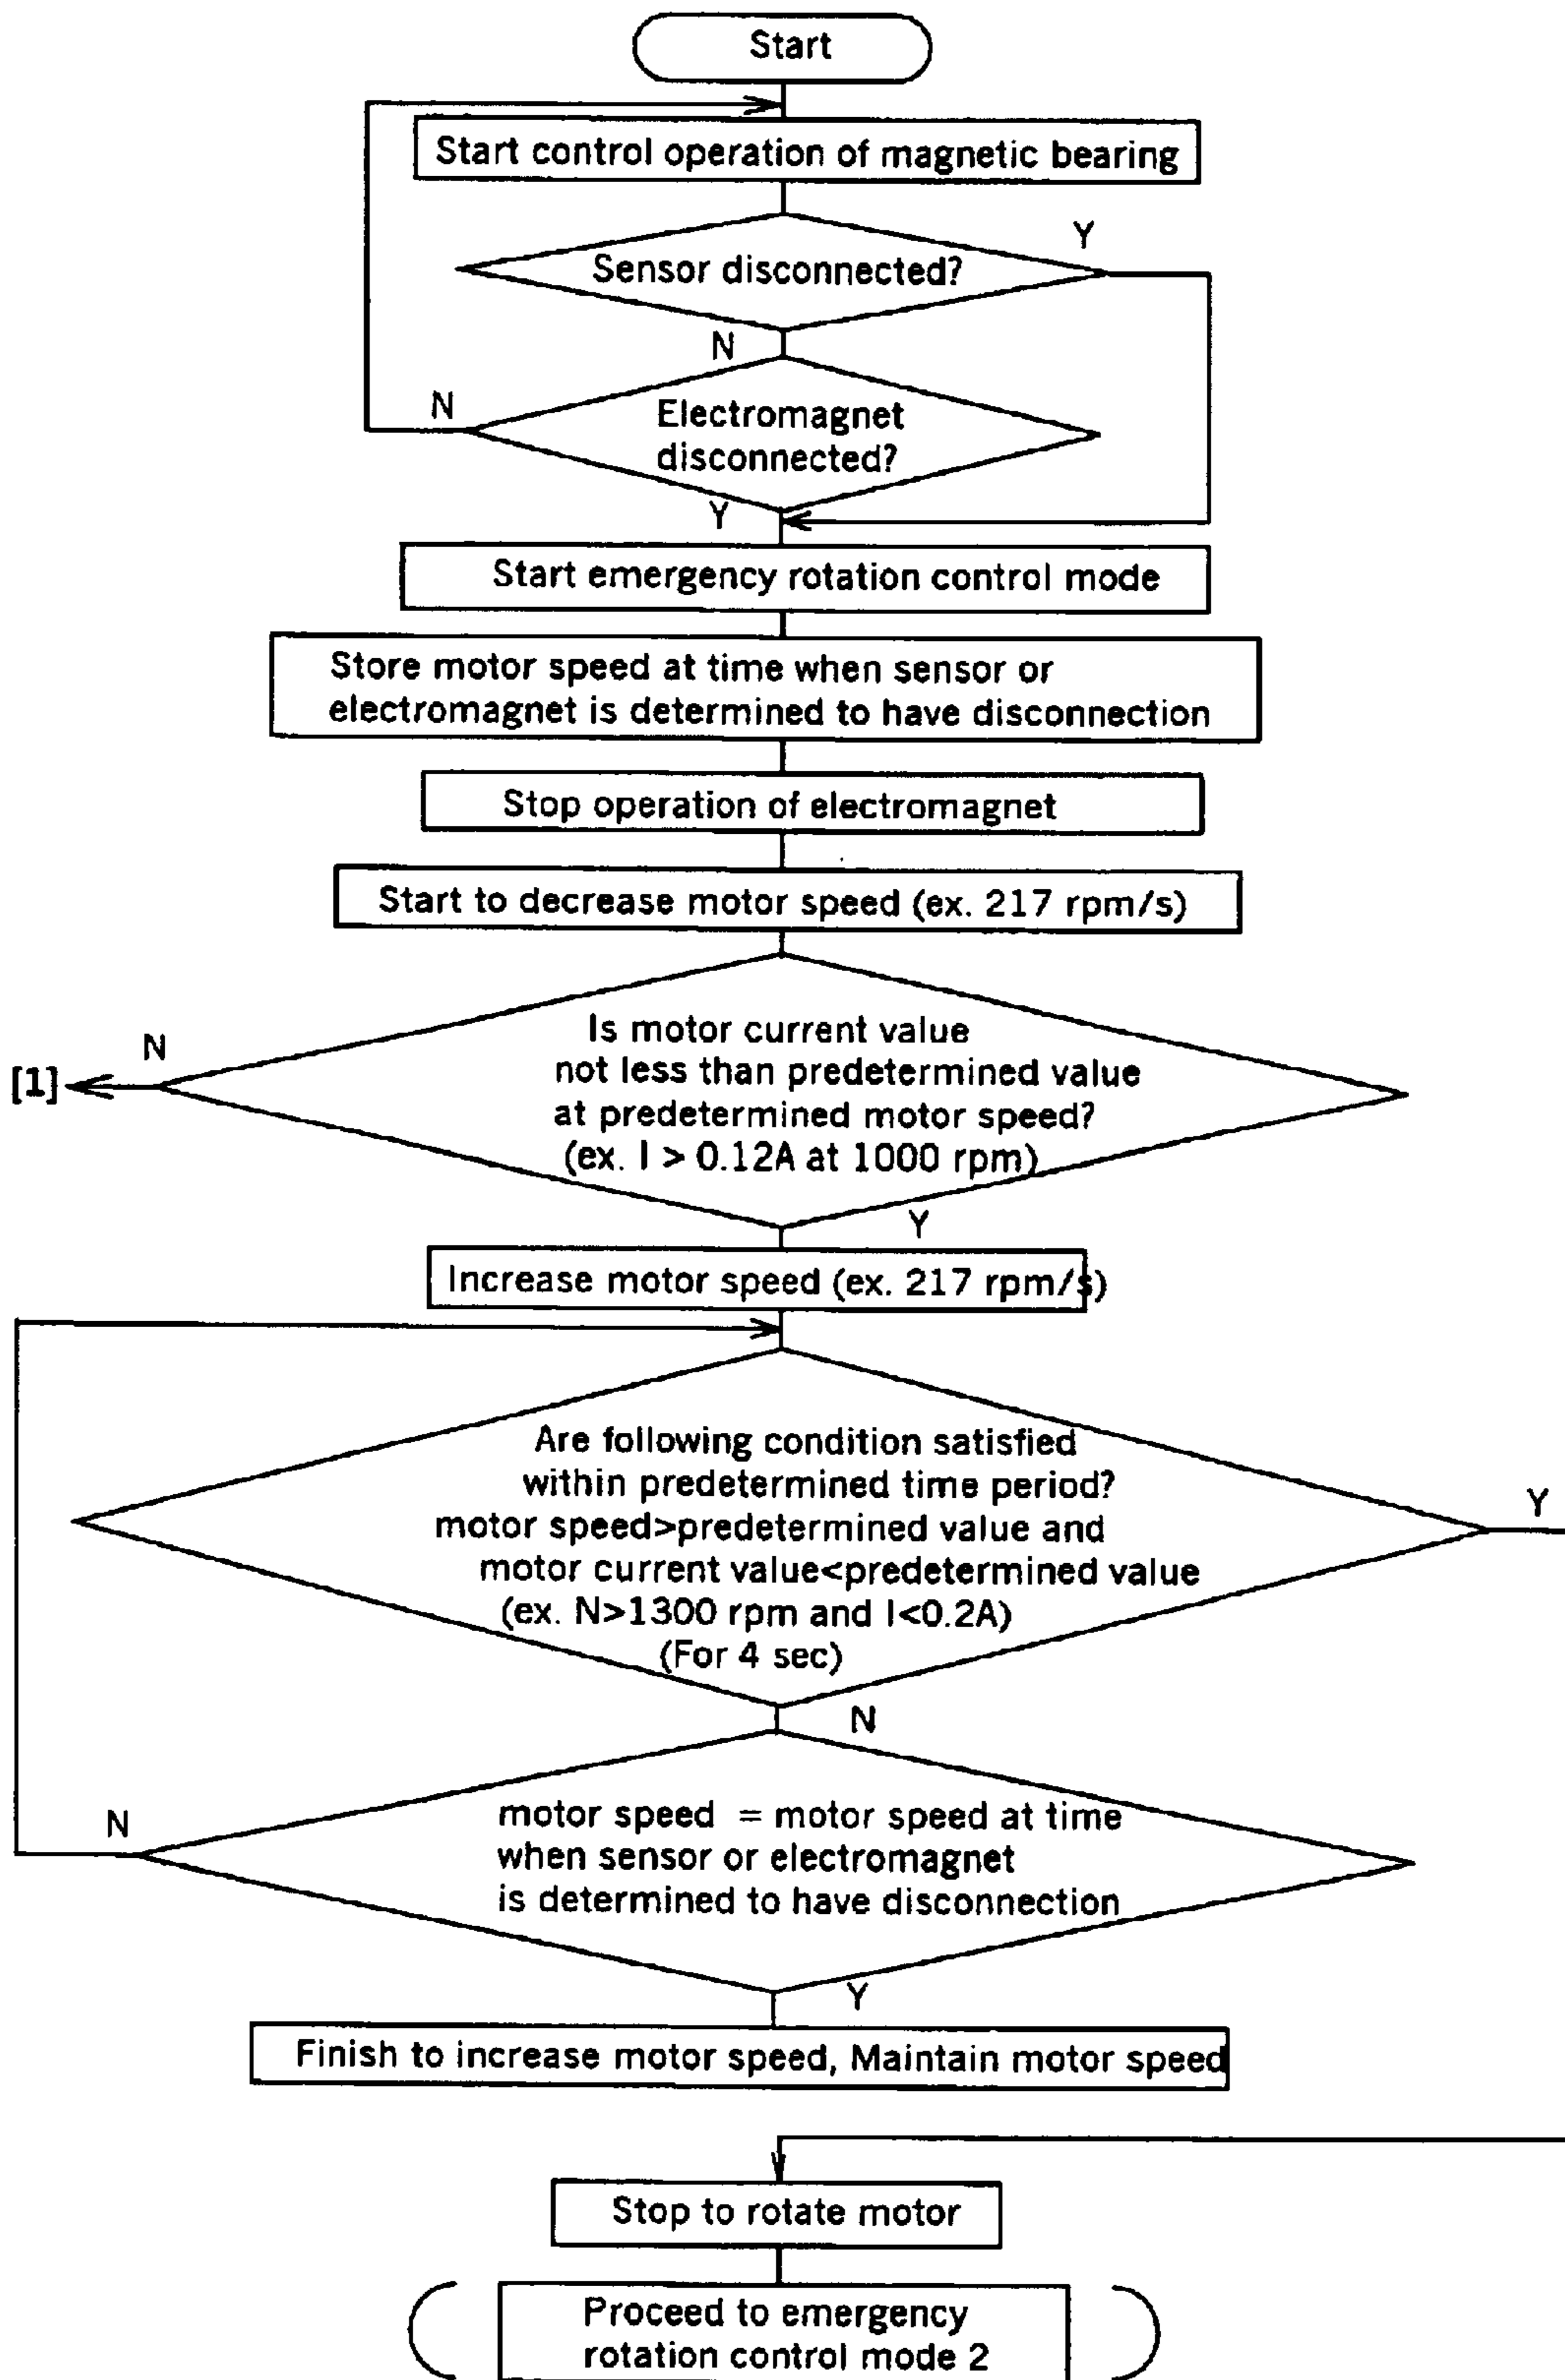 Start
Start control operation of magnetic bearing
Y
Sensor disconnected?
N
N
Electromagnet
disconnected?
Y
Start emergency rotation control mode
Store motor speed at time when sensor or
electromagnet is determined to have disconnection
Stop operation of electromagnet
Start to decrease motor speed (ex. 217 rpm/s)
N
[1]
Is motor current value
not less than predetermined value
at predetermined motor speed?
(ex. I > 0.12A at 1000 rpm)
Y
Increase motor speed (ex. 217 rpm/s)
Are following condition satisfied
within predetermined time period?
Y
motor speed>predetermined value and
motor current value<predetermined value
(ex. N>1300 rpm and I<0.2A)
(For 4 sec)
N
N
motor speed = motor speed at time
when sensor or electromagnet
is determined to have disconnection
Y
Finish to increase motor speed, Maintain motor speed
Stop to rotate motor
Proceed to emergency
rotation control mode 2